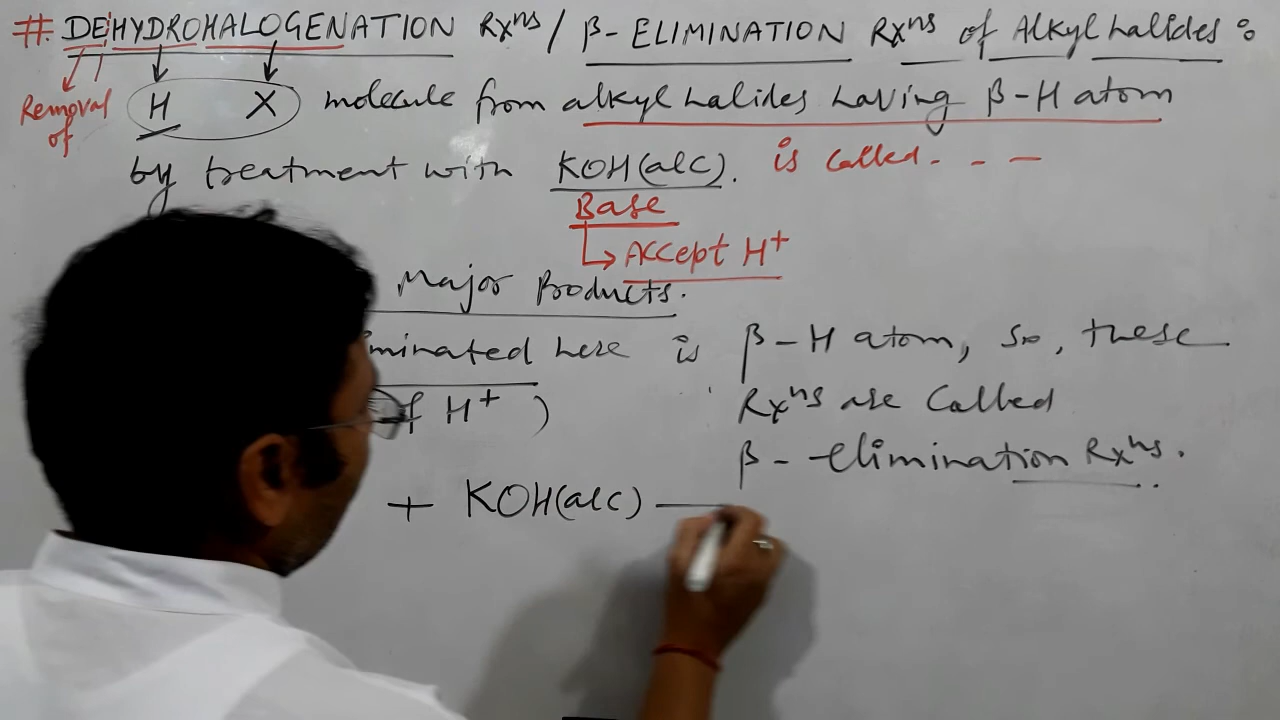 # DEHYDROHALOGENATION Rxⁿˢ / β- ELIMINATION Rxⁿˢ of Alkyl halides :
Removal of H X molecule from alkyl halides having β-H atom
by treatment with KOH(alc). is called - - -
Base
↳ Accept H⁺
Major Products.
minated here is β-H atom, so, these
f H⁺ ) Rxⁿˢ are called
β - elimination Rxⁿˢ.
+ KOH(alc) —